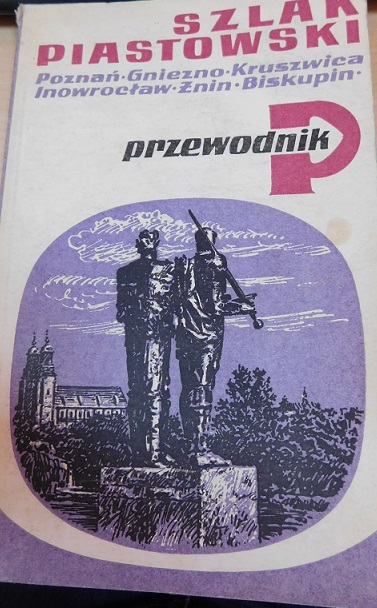 SZLAK
PIASTOWSKI
Poznań·Gniezno·Kruszwica
Inowrocław·Żnin·Biskupin·
przewodnik
P